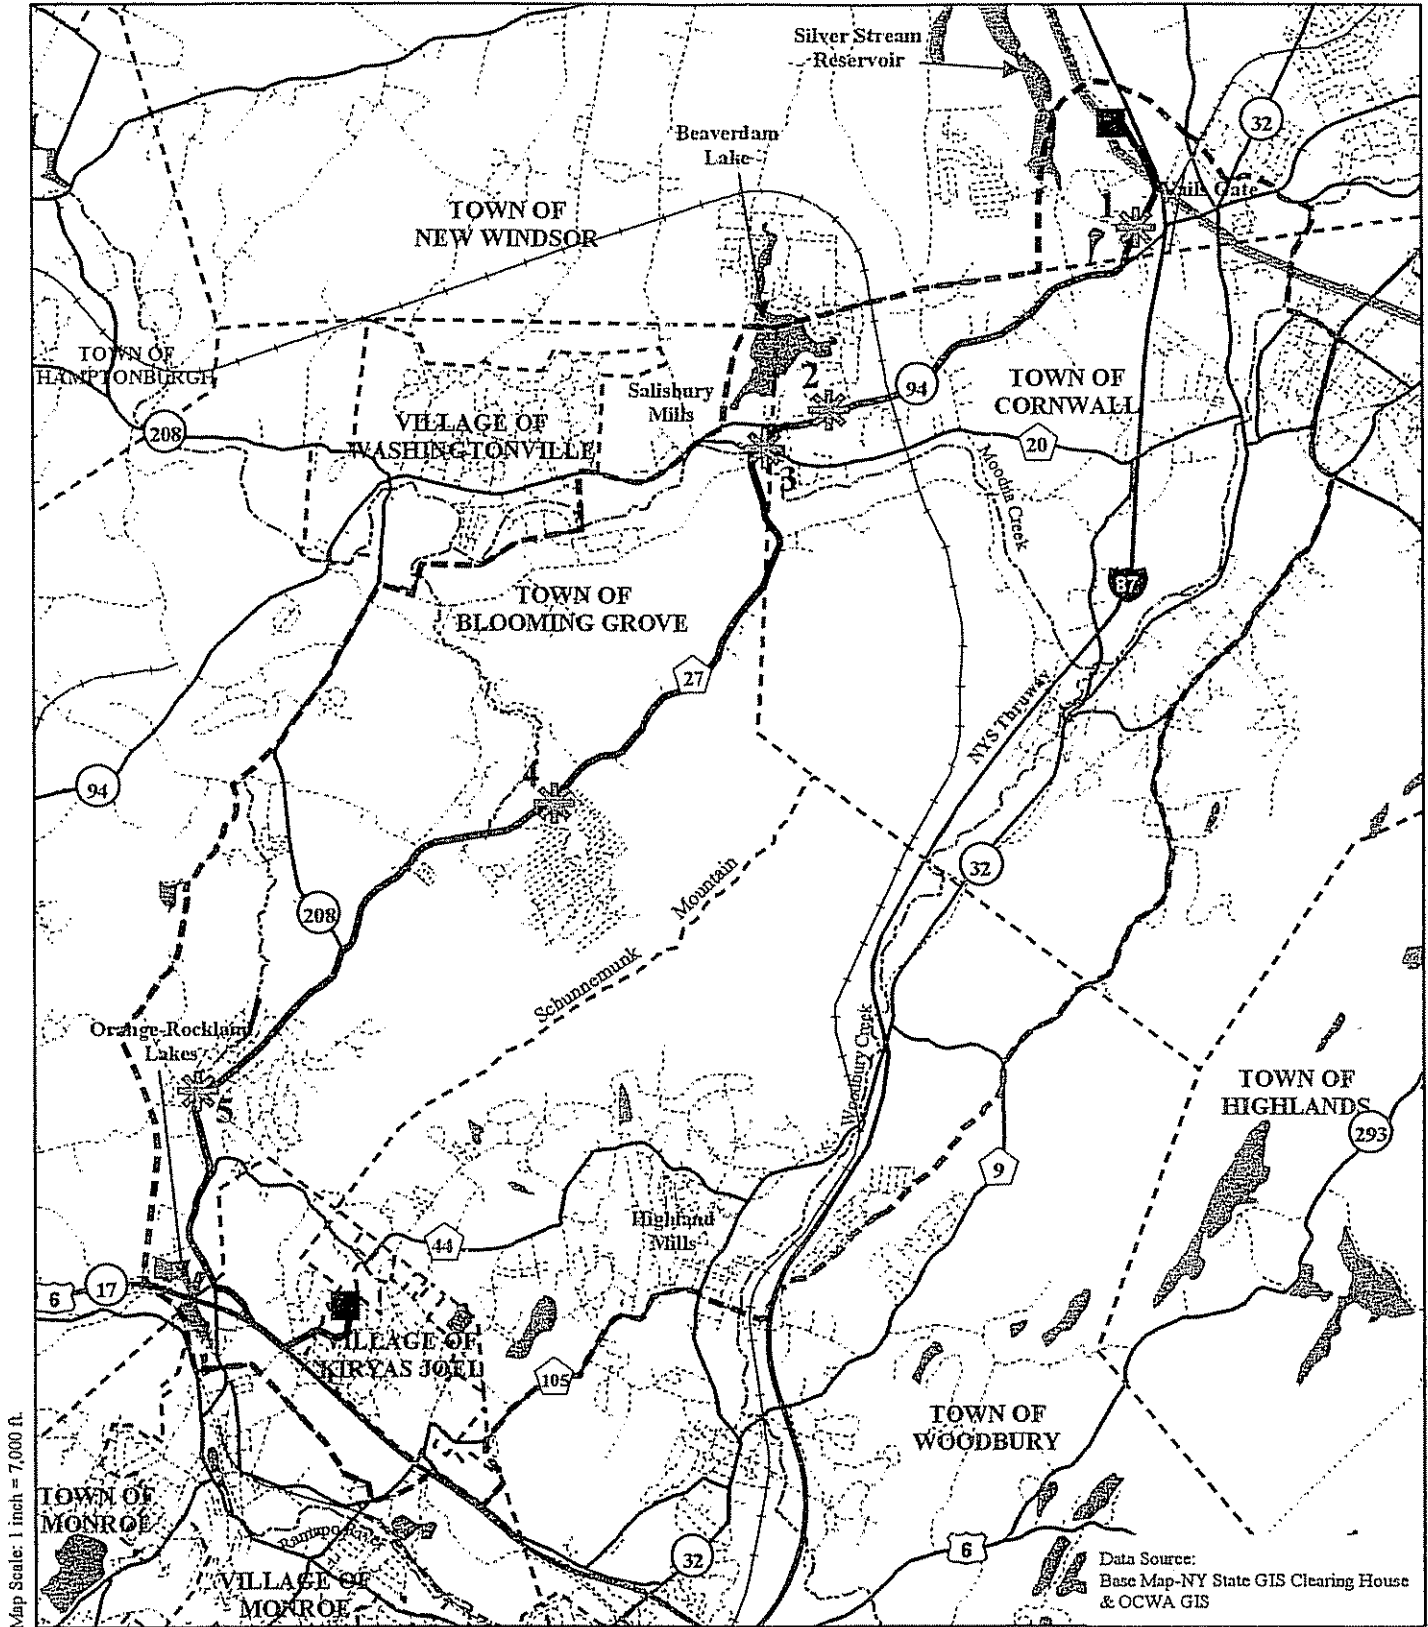 Silver Stream
Reservoir
32
Beaverdam
Lake
Vails Gate
1
TOWN OF
NEW WINDSOR
TOWN OF
HAMPTONBURGH
2
94
TOWN OF
CORNWALL
Salisbury
Mills
208
VILLAGE OF
WASHINGTONVILLE
20
3
Moodna Creek
87
TOWN OF
BLOOMING GROVE
27
NYS Thruway
94
4
32
Mountain
208
Schunnemunk
Orange-Rockland
Lakes
Woodbury Creek
TOWN OF
HIGHLANDS
293
5
9
Highland
Mills
44
6
17
VILLAGE OF
KIRYAS JOEL
105
TOWN OF
WOODBURY
Map Scale: 1 inch = 7,000 ft.
TOWN OF
MONROE
Ramapo River
32
6
VILLAGE OF
MONROE
Data Source:
Base Map-NY State GIS Clearing House
& OCWA GIS